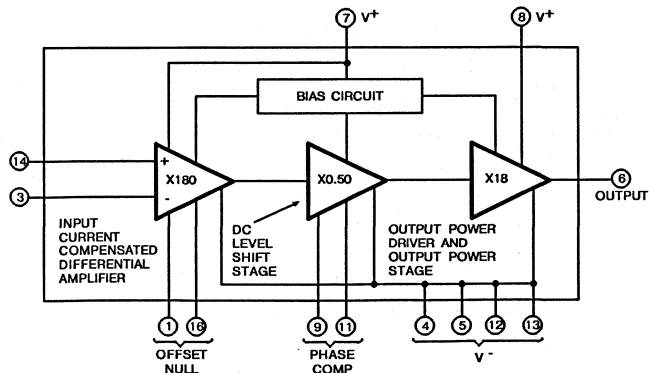 7 V+
8 V+
BIAS CIRCUIT
14
+
X180
X0.50
X18
6
OUTPUT
3
-
INPUT
CURRENT
COMPENSATED
DIFFERENTIAL
AMPLIFIER
DC
LEVEL
SHIFT
STAGE
OUTPUT POWER
DRIVER AND
OUTPUT POWER
STAGE
1 16
9 11
4 5 12 13
OFFSET
NULL
PHASE
COMP
V -